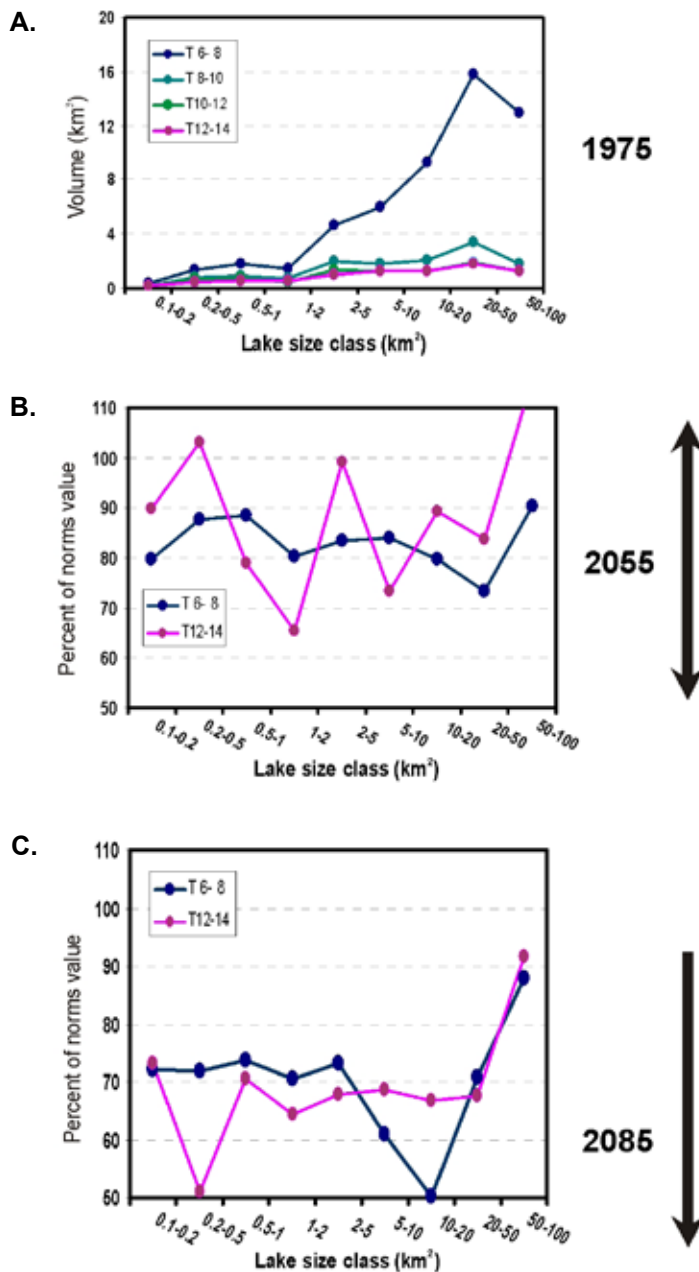 A.
20
16
12
8
4
0
Volume (km²)
T 6- 8
T 8-10
T10-12
T12-14
0.1-0.2
0.2-0.5
0.5-1
1-2
2-5
5-10
10-20
20-50
50-100
Lake size class (km²)
1975
B.
110
100
90
80
70
60
50
Percent of norms value
T 6- 8
T12-14
0.1-0.2
0.2-0.5
0.5-1
1-2
2-5
5-10
10-20
20-50
50-100
Lake size class (km²)
2055
C.
110
100
90
80
70
60
50
Percent of norms value
T 6- 8
T12-14
0.1-0.2
0.2-0.5
0.5-1
1-2
2-5
5-10
10-20
20-50
50-100
Lake size class (km²)
2085